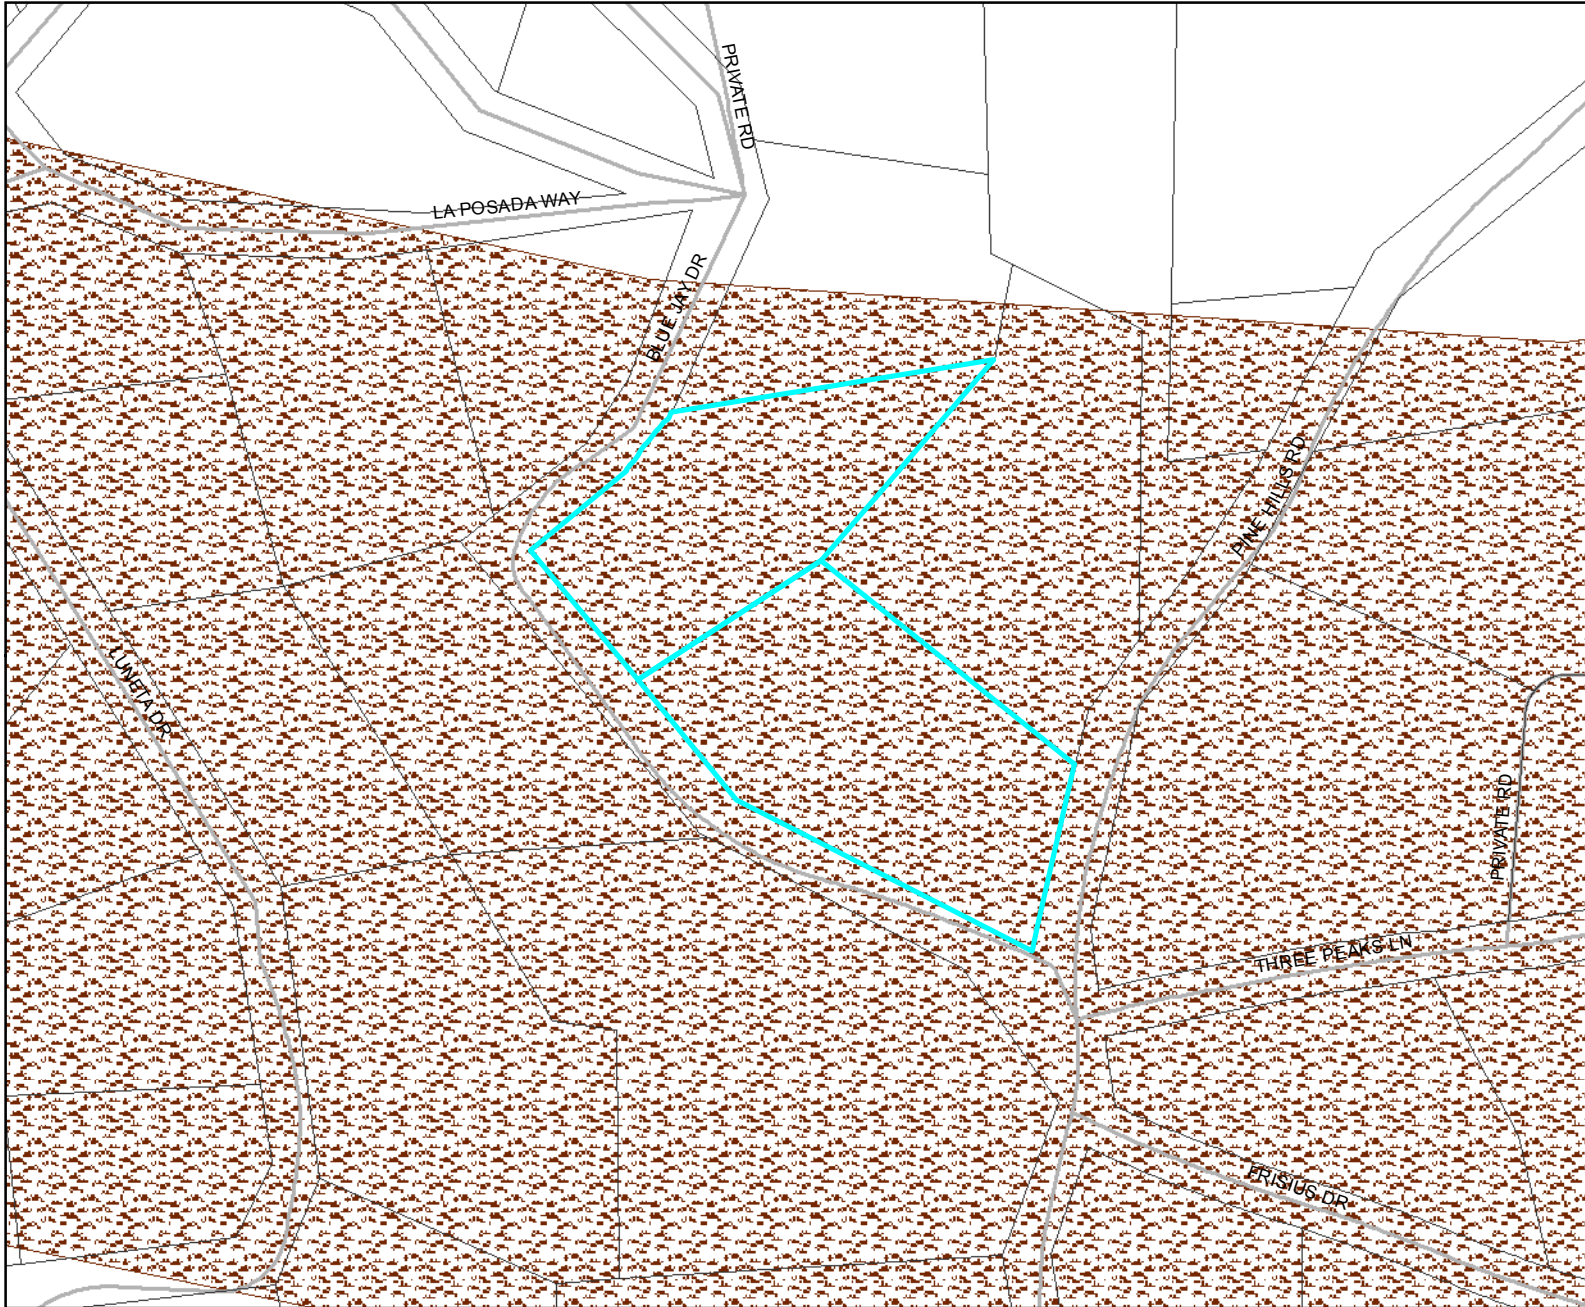 PRIVATE RD
LA POSADA WAY
BLUE JAY DR
PINE HILLS RD
LUNETA DR
PRIVATE RD
THREE PEAKS LN
FRISIUS DR